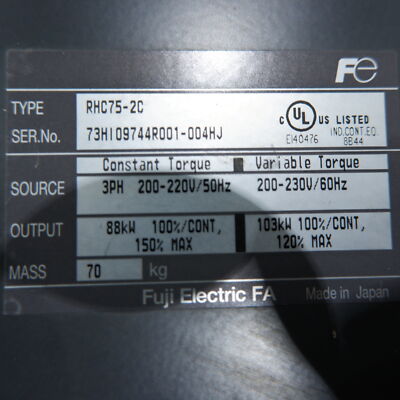 Fe
TYPE RHC75-2C
SER.No. 73H109744R001-004HJ
C UL US LISTED
E140476 IND.CONT.EQ.
8B44
Constant Torque Variable Torque
SOURCE 3PH 200-220V/50Hz 200-230V/60Hz
OUTPUT 88kW 100%/CONT, 103kW 100%/CONT,
150% MAX 120% MAX
MASS 70 kg
Fuji Electric FA Made in Japan